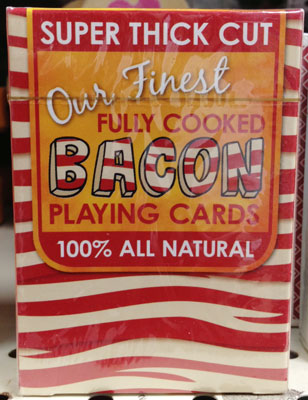 SUPER THICK CUT
Our Finest
FULLY COOKED
BACON
PLAYING CARDS
100% ALL NATURAL